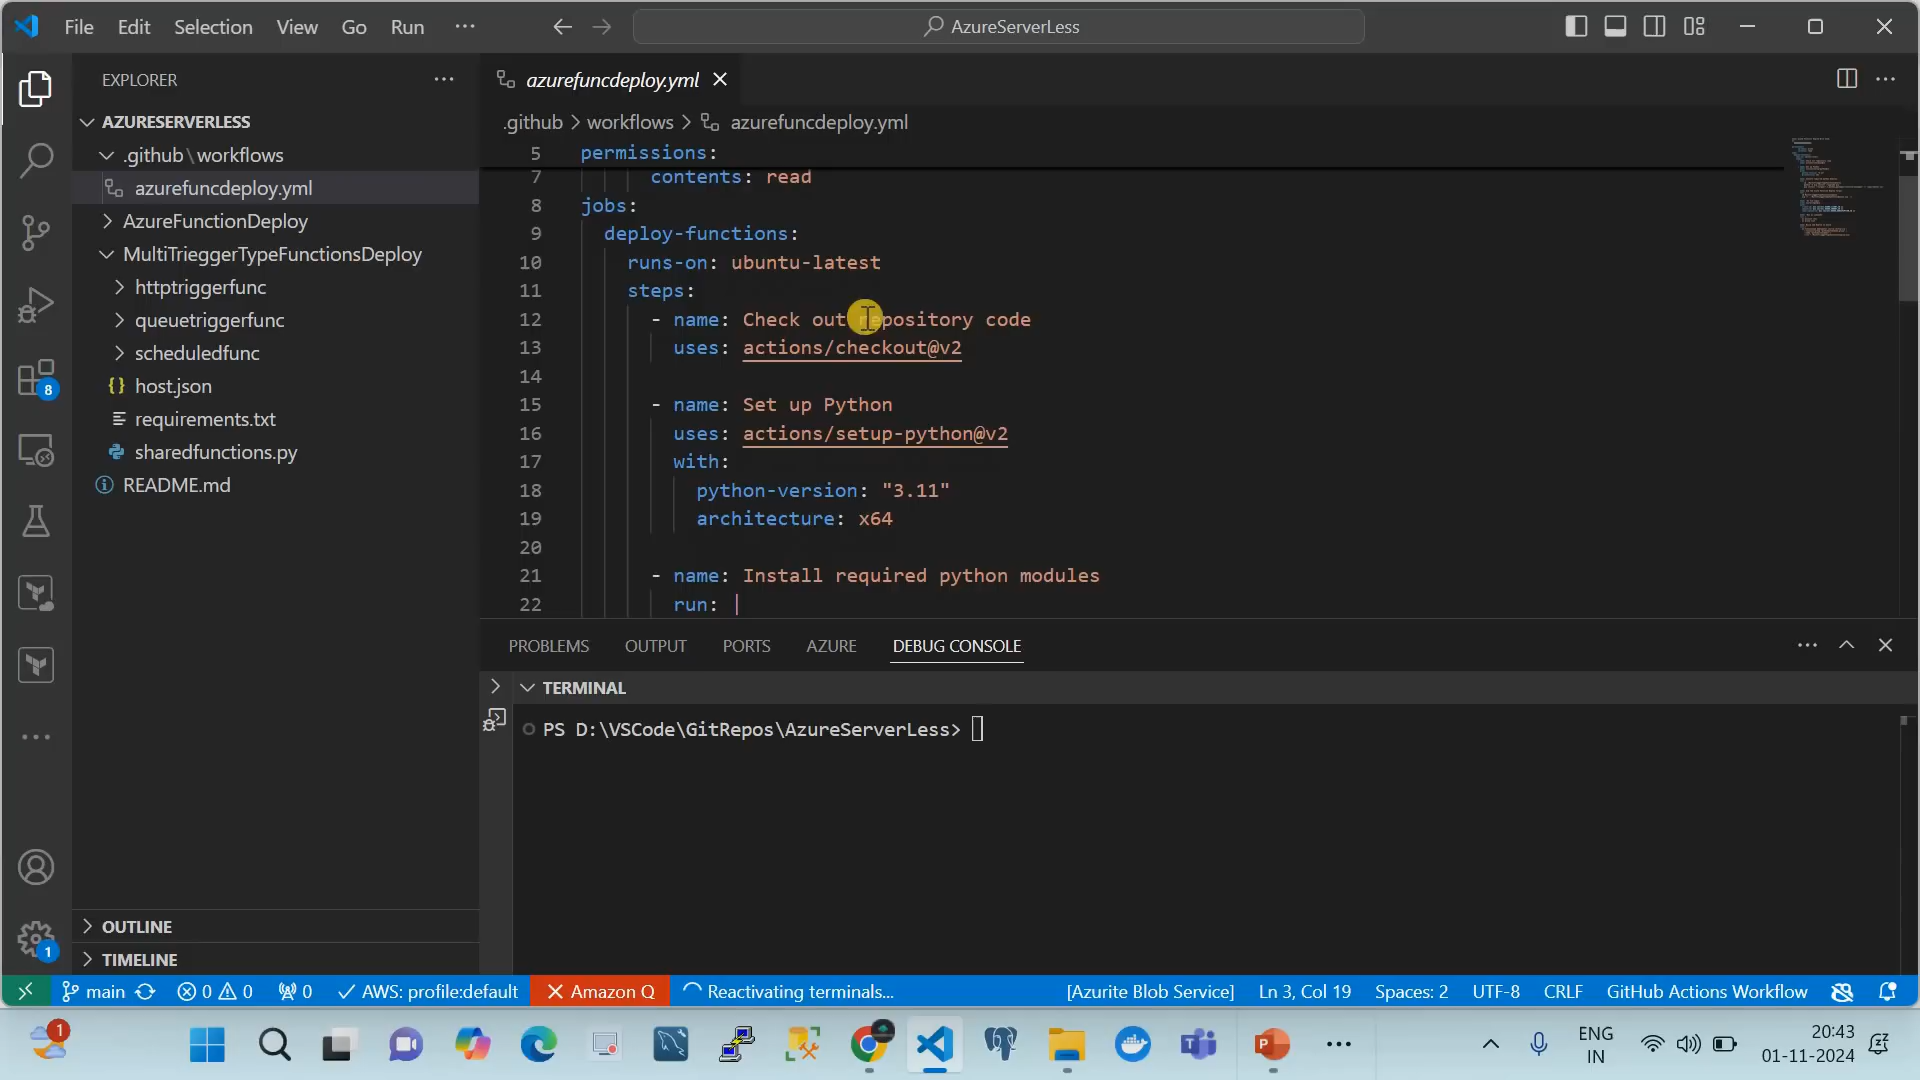 File Edit Selection View Go Run ···
AzureServerLess
EXPLORER
AZURESERVERLESS
.github\workflows
azurefuncdeploy.yml
AzureFunctionDeploy
MultiTrieggerTypeFunctionsDeploy
httptriggerfunc
queuetriggerfunc
scheduledfunc
host.json
requirements.txt
sharedfunctions.py
README.md
OUTLINE
TIMELINE
8
1
azurefuncdeploy.yml
.github > workflows > azurefuncdeploy.yml
5 permissions:
7 contents: read
8 jobs:
9 deploy-functions:
10 runs-on: ubuntu-latest
11 steps:
12 - name: Check out repository code
13 uses: actions/checkout@v2
14
15 - name: Set up Python
16 uses: actions/setup-python@v2
17 with:
18 python-version: "3.11"
19 architecture: x64
20
21 - name: Install required python modules
22 run: |
PROBLEMS OUTPUT PORTS AZURE DEBUG CONSOLE
TERMINAL
PS D:\VSCode\GitRepos\AzureServerLess>
main 0 0 0 AWS: profile:default Amazon Q Reactivating terminals... [Azurite Blob Service] Ln 3, Col 19 Spaces: 2 UTF-8 CRLF GitHub Actions Workflow
1
ENG
IN
20:43
01-11-2024